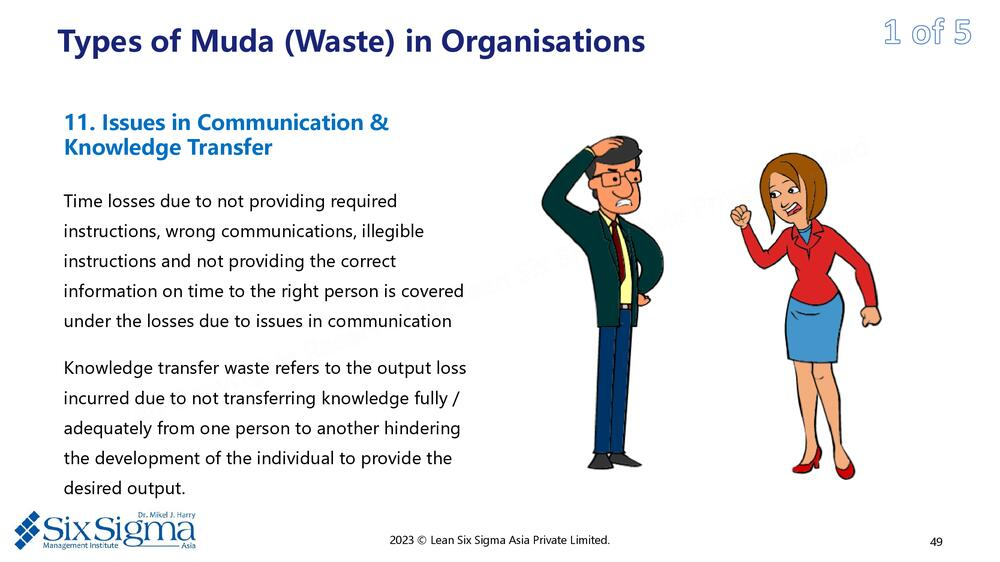 Types of Muda (Waste) in Organisations
1 of 5
11. Issues in Communication &
Knowledge Transfer
Time losses due to not providing required
instructions, wrong communications, illegible
instructions and not providing the correct
information on time to the right person is covered
under the losses due to issues in communication
Knowledge transfer waste refers to the output loss
incurred due to not transferring knowledge fully /
adequately from one person to another hindering
the development of the individual to provide the
desired output.
Dr. Mikel J. Harry
SixSigma
Management Institute Asia
2023 © Lean Six Sigma Asia Private Limited.
49